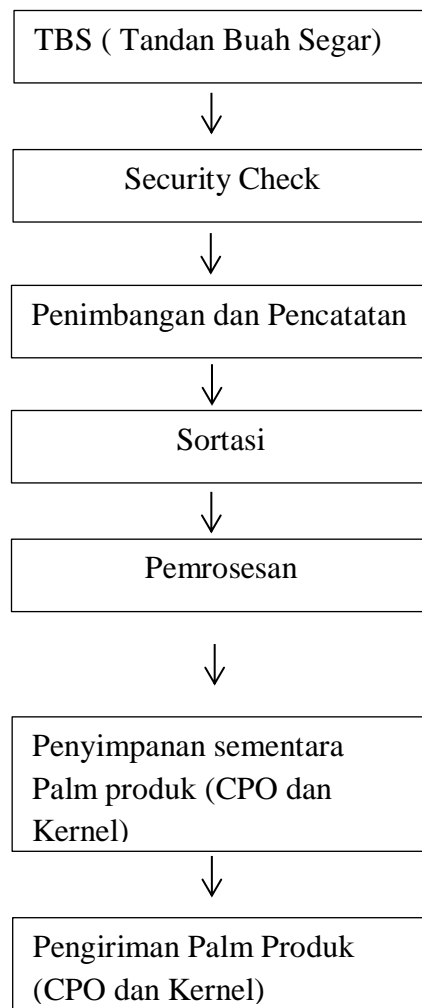 TBS ( Tandan Buah Segar)
Security Check
Penimbangan dan Pencatatan
Sortasi
Pemrosesan
Penyimpanan sementara
Palm produk (CPO dan
Kernel)
Pengiriman Palm Produk
(CPO dan Kernel)